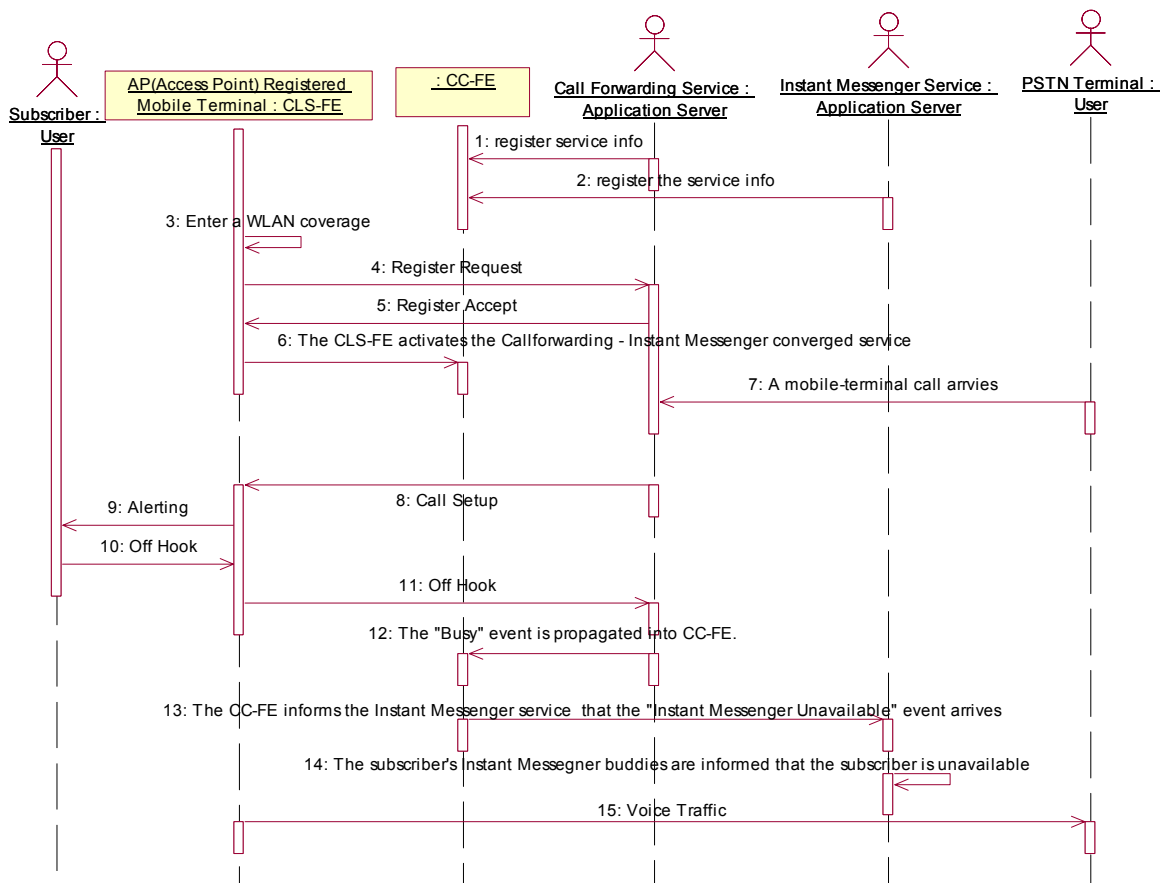 Subscriber :
User
AP(Access Point) Registered
Mobile Terminal : CLS-FE
: CC-FE
Call Forwarding Service :
Application Server
Instant Messenger Service :
Application Server
PSTN Terminal :
User
1: register service info
2: register the service info
3: Enter a WLAN coverage
4: Register Request
5: Register Accept
6: The CLS-FE activates the Callforwarding - Instant Messenger converged service
7: A mobile-terminal call arrvies
8: Call Setup
9: Alerting
10: Off Hook
11: Off Hook
12: The "Busy" event is propagated into CC-FE.
13: The CC-FE informs the Instant Messenger service that the "Instant Messenger Unavailable" event arrives
14: The subscriber's Instant Messegner buddies are informed that the subscriber is unavailable
15: Voice Traffic